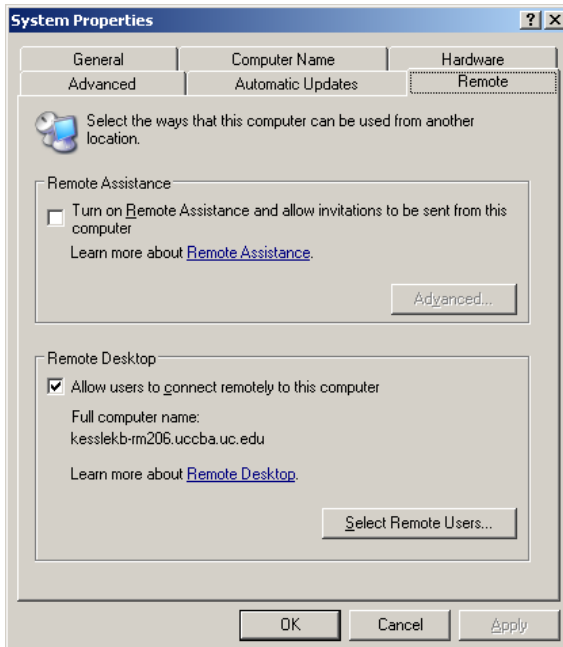 System Properties
General
Computer Name
Hardware
Advanced
Automatic Updates
Remote
Select the ways that this computer can be used from another
location.
Remote Assistance
Turn on Remote Assistance and allow invitations to be sent from this
computer
Learn more about Remote Assistance.
Advanced...
Remote Desktop
Allow users to connect remotely to this computer
Full computer name:
kesslekb-rm206.uccba.uc.edu
Learn more about Remote Desktop.
Select Remote Users...
OK
Cancel
Apply